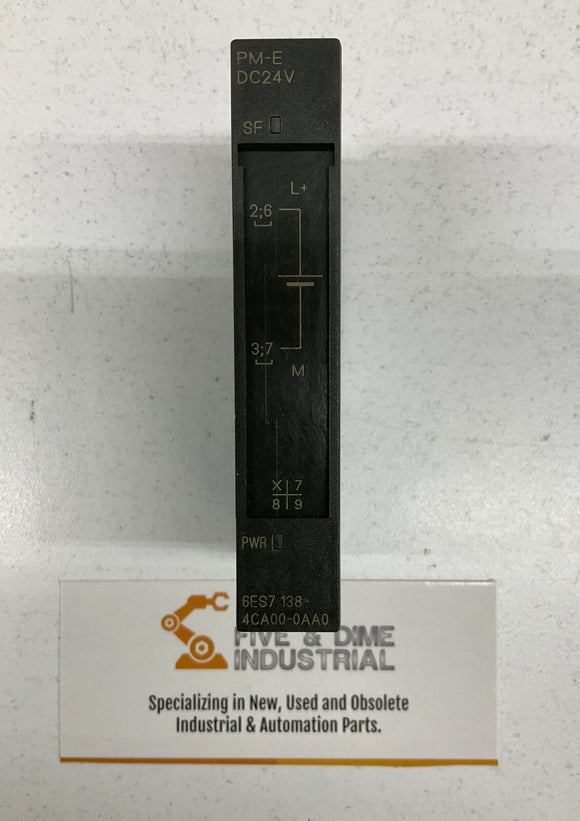 PM-E
DC24V
SF
L+
2;6
3;7
M
X 7
8 9
PWR
6ES7 138-
4CA00-0AA0
FIVE & DIME
INDUSTRIAL
Specializing in New, Used and Obsolete
Industrial & Automation Parts.